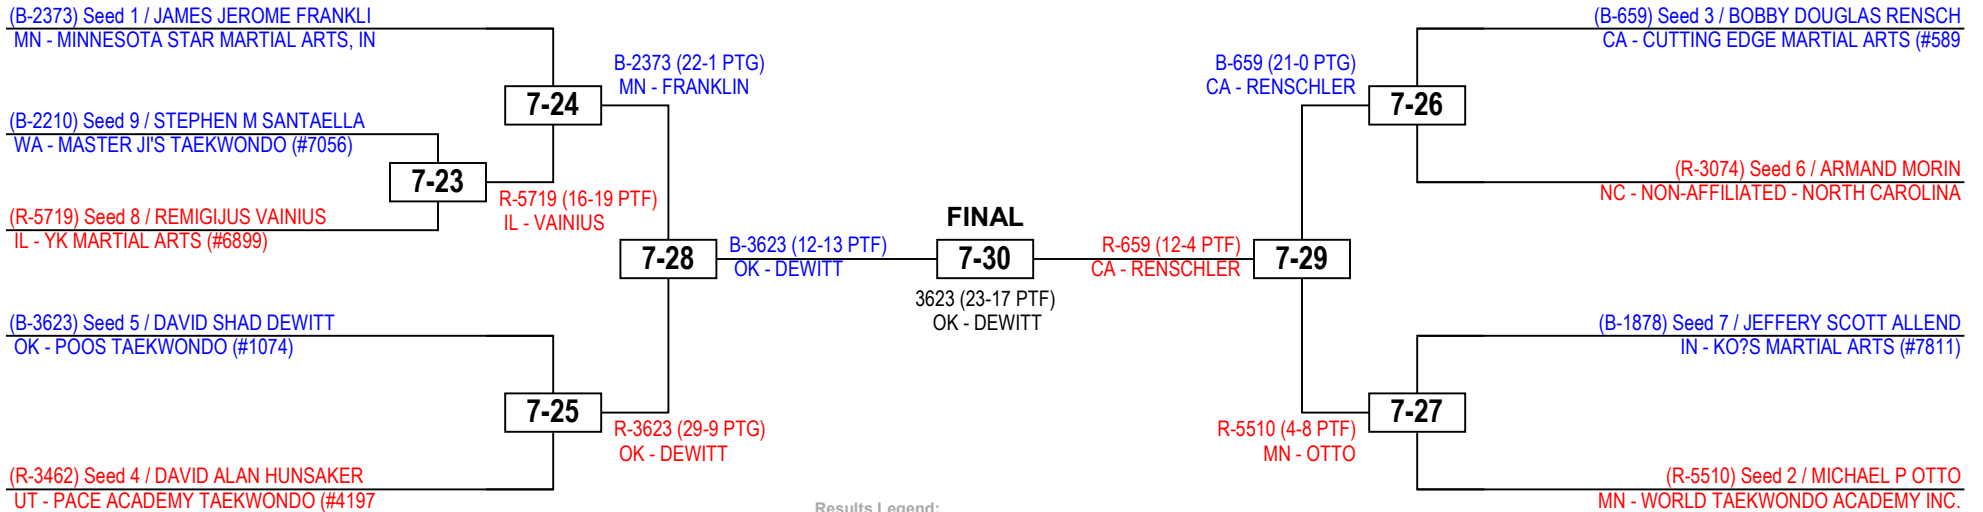 (B-2373) Seed 1 / JAMES JEROME FRANKLI
MN - MINNESOTA STAR MARTIAL ARTS, IN
B-2373 (22-1 PTG)
MN - FRANKLIN
7-24
(B-2210) Seed 9 / STEPHEN M SANTAELLA
WA - MASTER JI'S TAEKWONDO (#7056)
7-23
R-5719 (16-19 PTF)
IL - VAINIUS
(R-5719) Seed 8 / REMIGIJUS VAINIUS
IL - YK MARTIAL ARTS (#6899)
7-28
B-3623 (12-13 PTF)
OK - DEWITT
(B-3623) Seed 5 / DAVID SHAD DEWITT
OK - POOS TAEKWONDO (#1074)
7-25
R-3623 (29-9 PTG)
OK - DEWITT
(R-3462) Seed 4 / DAVID ALAN HUNSAKER
UT - PACE ACADEMY TAEKWONDO (#4197
FINAL
7-30
3623 (23-17 PTF)
OK - DEWITT
(B-659) Seed 3 / BOBBY DOUGLAS RENSCH
CA - CUTTING EDGE MARTIAL ARTS (#589
B-659 (21-0 PTG)
CA - RENSCHLER
7-26
(R-3074) Seed 6 / ARMAND MORIN
NC - NON-AFFILIATED - NORTH CAROLINA
R-659 (12-4 PTF)
CA - RENSCHLER
7-29
(B-1878) Seed 7 / JEFFERY SCOTT ALLEND
IN - KO?S MARTIAL ARTS (#7811)
7-27
R-5510 (4-8 PTF)
MN - OTTO
(R-5510) Seed 2 / MICHAEL P OTTO
MN - WORLD TAEKWONDO ACADEMY INC.
Results Legend: